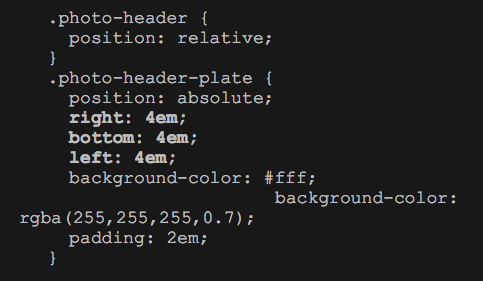 .photo-header {
position: relative;
}
.photo-header-plate {
position: absolute;
right: 4em;
bottom: 4em;
left: 4em;
background-color: #fff;
background-color:
rgba(255,255,255,0.7);
padding: 2em;
}